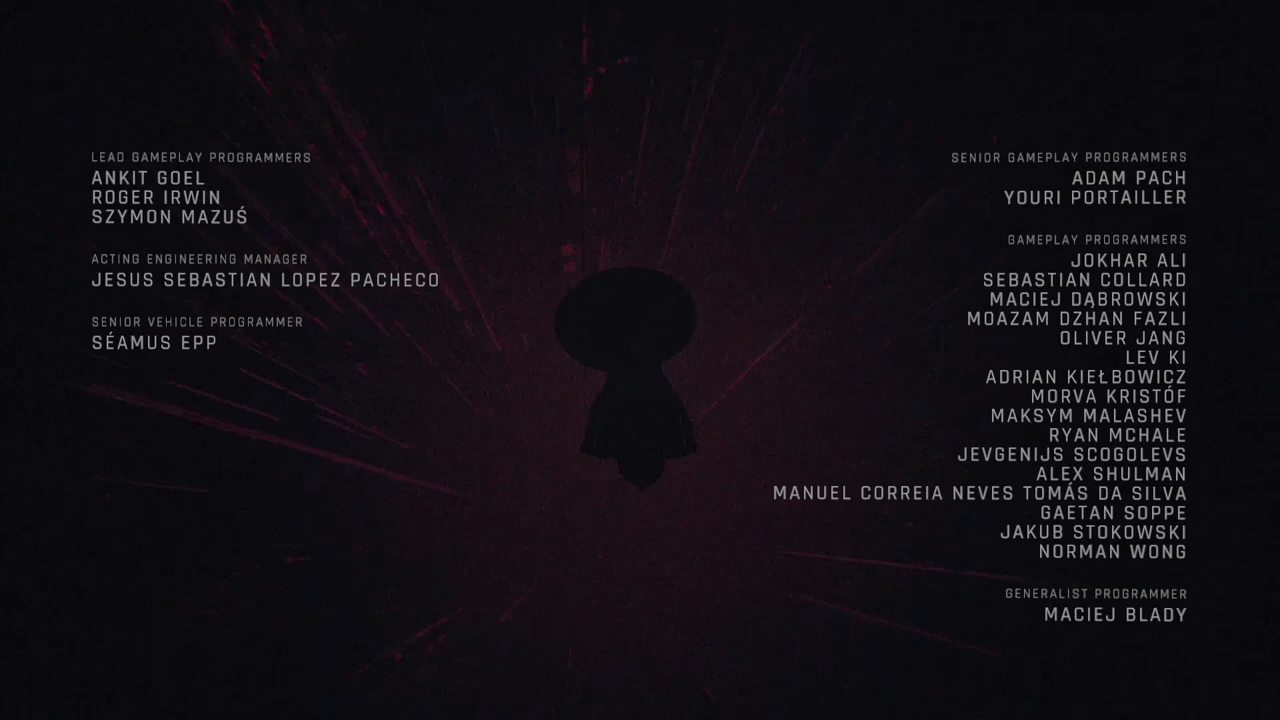 LEAD GAMEPLAY PROGRAMMERS
ANKIT GOEL
ROGER IRWIN
SZYMON MAZUŚ
ACTING ENGINEERING MANAGER
JESUS SEBASTIAN LOPEZ PACHECO
SENIOR VEHICLE PROGRAMMER
SÉAMUS EPP
SENIOR GAMEPLAY PROGRAMMERS
ADAM PACH
YOURI PORTAILLER
GAMEPLAY PROGRAMMERS
JOKHAR ALI
SEBASTIAN COLLARD
MACIEJ DĄBROWSKI
MOAZAM DZHAN FAZLI
OLIVER JANG
LEV KI
ADRIAN KIEŁBOWICZ
MORVA KRISTÓF
MAKSYM MALASHEV
RYAN MCHALE
JEVGENIJS SCOGOLEVS
ALEX SHULMAN
MANUEL CORREIA NEVES TOMÁS DA SILVA
GAETAN SOPPE
JAKUB STOKOWSKI
NORMAN WONG
GENERALIST PROGRAMMER
MACIEJ BLADY